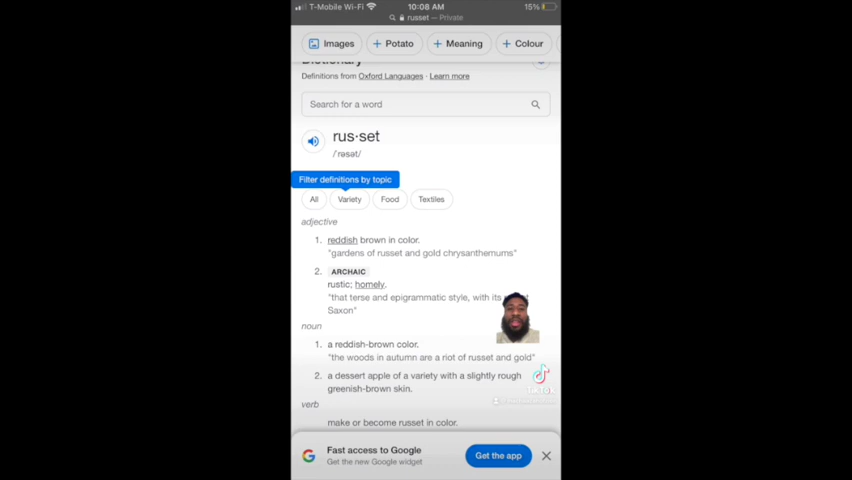 T-Mobile Wi-Fi 10:08 AM 15%
russet — Private
Images + Potato + Meaning + Colour
Dictionary
Definitions from Oxford Languages · Learn more
Search for a word
rus·set
/ˈrəsət/
Filter definitions by topic
All Variety Food Textiles
adjective
1. reddish brown in color.
"gardens of russet and gold chrysanthemums"
2. ARCHAIC
rustic; homely.
"that terse and epigrammatic style, with its
Saxon"
noun
1. a reddish-brown color.
"the woods in autumn are a riot of russet and gold"
2. a dessert apple of a variety with a slightly rough
greenish-brown skin.
TikTok
verb
make or become russet in color.
Fast access to Google
Get the new Google widget
Get the app